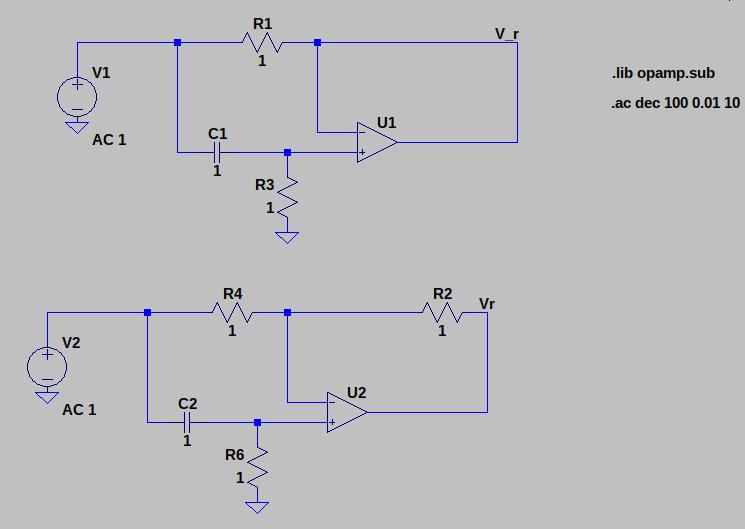 R1
V_r
1
V1
.lib opamp.sub
.ac dec 100 0.01 10
U1
C1
AC 1
1
R3
1
R4
R2
Vr
1
1
V2
U2
C2
AC 1
1
R6
1